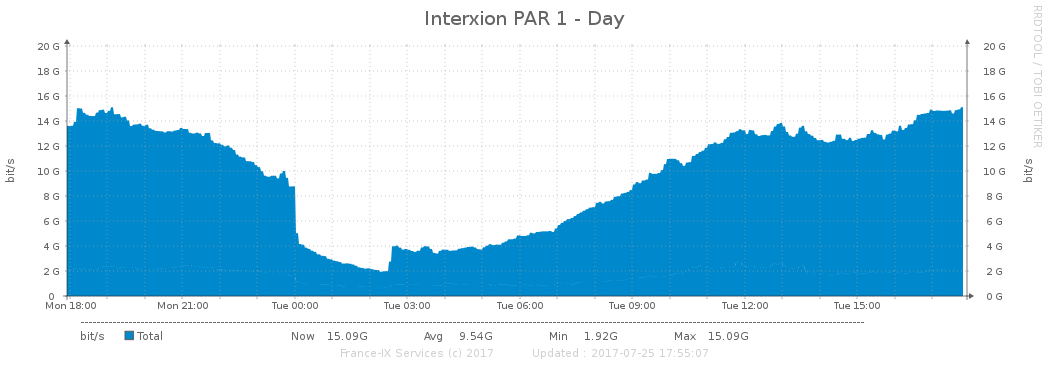 Interxion PAR 1 - Day
RRDTOOL / TOBI OETIKER
20 G 20 G
18 G 18 G
16 G 16 G
14 G 14 G
12 G 12 G
10 G 10 G
8 G 8 G
6 G 6 G
4 G 4 G
2 G 2 G
0 0 G
bit/s bit/s
Mon 18:00 Mon 21:00 Tue 00:00 Tue 03:00 Tue 06:00 Tue 09:00 Tue 12:00 Tue 15:00
bit/s Total Now 15.09G Avg 9.54G Min 1.92G Max 15.09G
France-IX Services (c) 2017 Updated : 2017-07-25 17:55:07